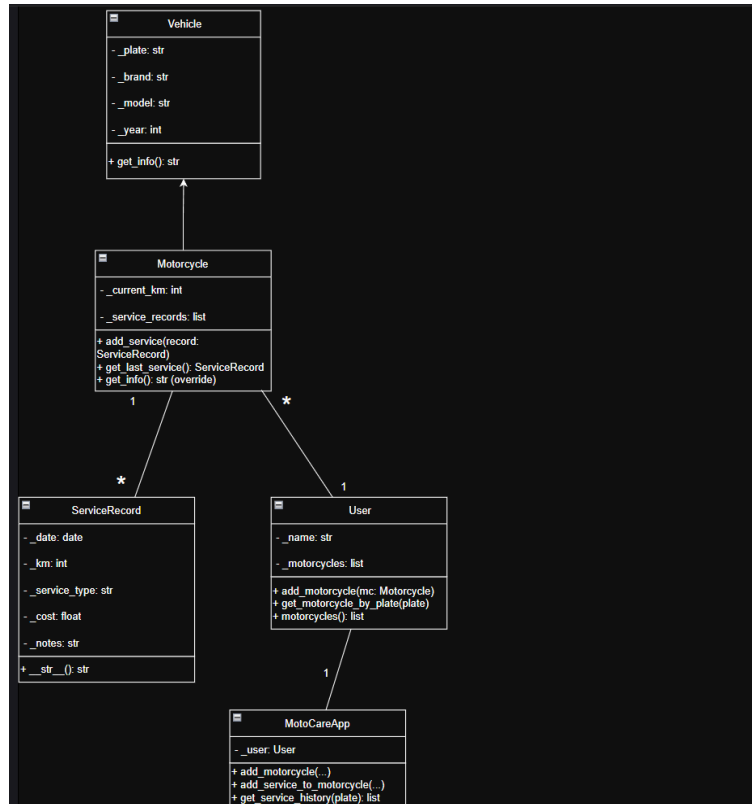 Vehicle
- _plate: str
- _brand: str
- _model: str
- _year: int
+ get_info(): str
Motorcycle
- _current_km: int
- _service_records: list
+ add_service(record:
ServiceRecord)
+ get_last_service(): ServiceRecord
+ get_info(): str (override)
1
*
*
1
ServiceRecord
- _date: date
- _km: int
- _service_type: str
- _cost: float
- _notes: str
+ __str__(): str
User
- _name: str
- _motorcycles: list
+ add_motorcycle(mc: Motorcycle)
+ get_motorcycle_by_plate(plate)
+ motorcycles(): list
1
MotoCareApp
- _user: User
+ add_motorcycle(...)
+ add_service_to_motorcycle(...)
+ get_service_history(plate): list